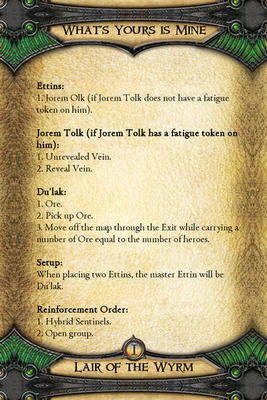 WHAT'S YOURS IS MINE
Ettins:
1. Jorem Olk (if Jorem Tolk does not have a fatigue
token on him).
Jorem Tolk (if Jorem Tolk has a fatigue token on
him):
1. Unrevealed Vein.
2. Reveal Vein.
Du'lak:
1. Ore.
2. Pick up Ore.
3. Move off the map through the Exit while carrying a
number of Ore equal to the number of heroes.
Setup:
When placing two Ettins, the master Ettin will be
Du'lak.
Reinforcement Order:
1. Hybrid Sentinels.
2. Open group.
1
LAIR OF THE WYRM